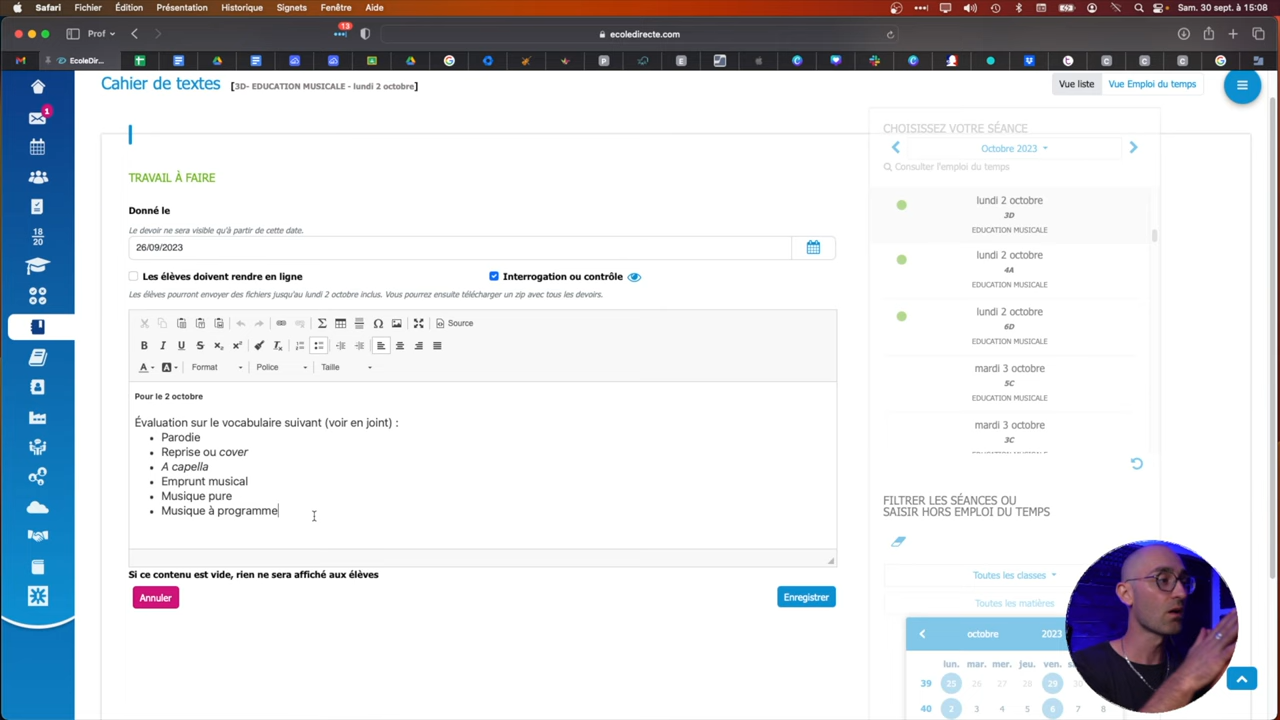 Safari Fichier Édition Présentation Historique Signets Fenêtre Aide
Sam. 30 sept. à 15:08
Prof
13
ecoledirecte.com
EcoleDir...
Cahier de textes [3D- EDUCATION MUSICALE - lundi 2 octobre]
Vue liste Vue Emploi du temps
1
18
20
TRAVAIL À FAIRE
Donné le
Le devoir ne sera visible qu'à partir de cette date.
26/09/2023
Les élèves doivent rendre en ligne
Interrogation ou contrôle
Les élèves pourront envoyer des fichiers jusqu'au lundi 2 octobre inclus. Vous pourrez ensuite télécharger un zip avec tous les devoirs.
Source
Format Police Taille
Pour le 2 octobre
Évaluation sur le vocabulaire suivant (voir en joint) :
• Parodie
• Reprise ou cover
• A capella
• Emprunt musical
• Musique pure
• Musique à programme
Si ce contenu est vide, rien ne sera affiché aux élèves
Annuler
Enregistrer
CHOISISSEZ VOTRE SÉANCE
Octobre 2023
Consulter l'emploi du temps
lundi 2 octobre
3D
EDUCATION MUSICALE
lundi 2 octobre
4A
EDUCATION MUSICALE
lundi 2 octobre
6D
EDUCATION MUSICALE
mardi 3 octobre
5C
EDUCATION MUSICALE
mardi 3 octobre
3C
EDUCATION MUSICALE
FILTRER LES SÉANCES OU
SAISIR HORS EMPLOI DU TEMPS
Toutes les classes
Toutes les matières
octobre 2023
lun. mar. mer. jeu. ven.
39 25 26 27 28 29
40 2 3 4 5 6 7 8